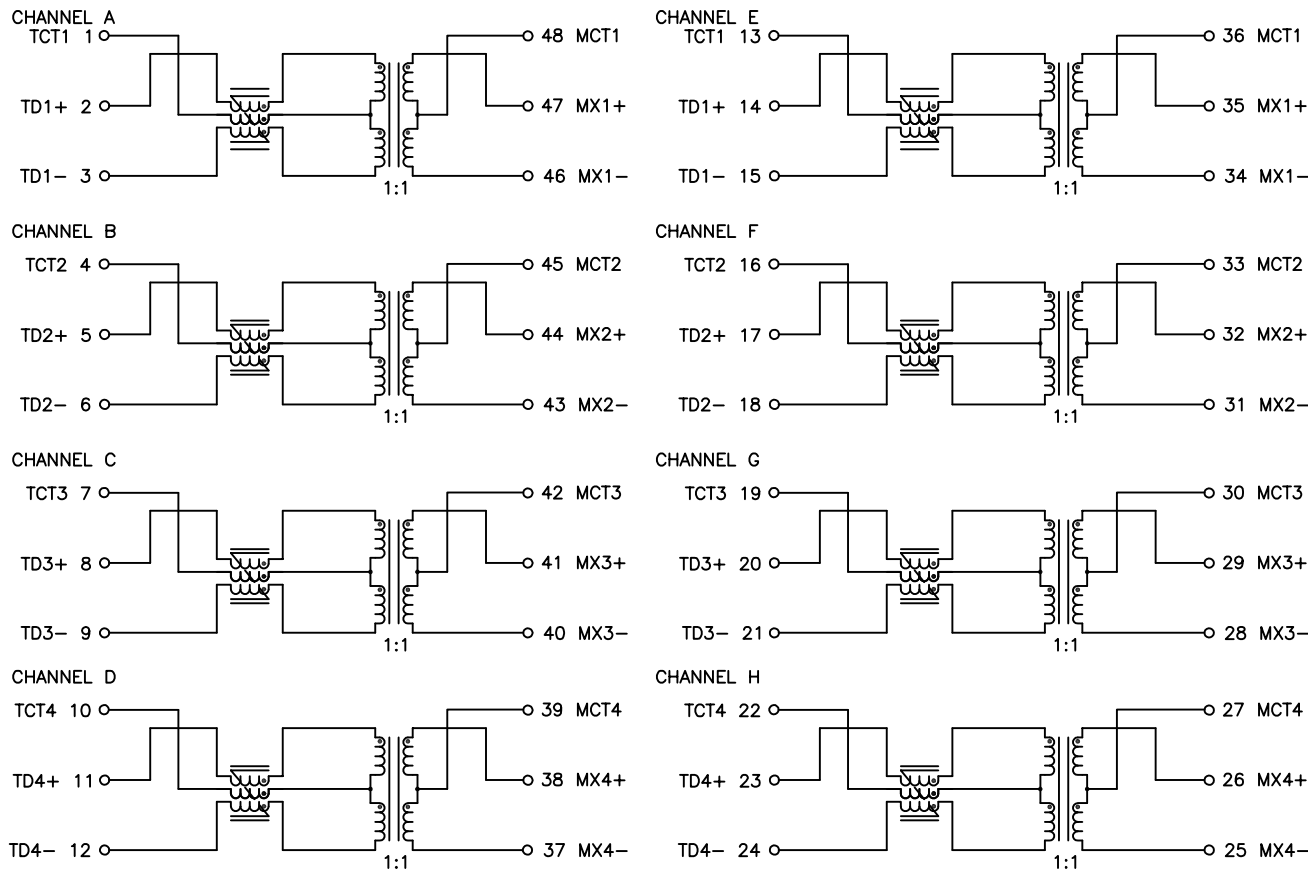 CHANNEL A
TCT1 1
48 MCT1
TD1+ 2
47 MX1+
TD1- 3
46 MX1-
1:1
CHANNEL B
TCT2 4
45 MCT2
TD2+ 5
44 MX2+
TD2- 6
43 MX2-
1:1
CHANNEL C
TCT3 7
42 MCT3
TD3+ 8
41 MX3+
TD3- 9
40 MX3-
1:1
CHANNEL D
TCT4 10
39 MCT4
TD4+ 11
38 MX4+
TD4- 12
37 MX4-
1:1
CHANNEL E
TCT1 13
36 MCT1
TD1+ 14
35 MX1+
TD1- 15
34 MX1-
1:1
CHANNEL F
TCT2 16
33 MCT2
TD2+ 17
32 MX2+
TD2- 18
31 MX2-
1:1
CHANNEL G
TCT3 19
30 MCT3
TD3+ 20
29 MX3+
TD3- 21
28 MX3-
1:1
CHANNEL H
TCT4 22
27 MCT4
TD4+ 23
26 MX4+
TD4- 24
25 MX4-
1:1